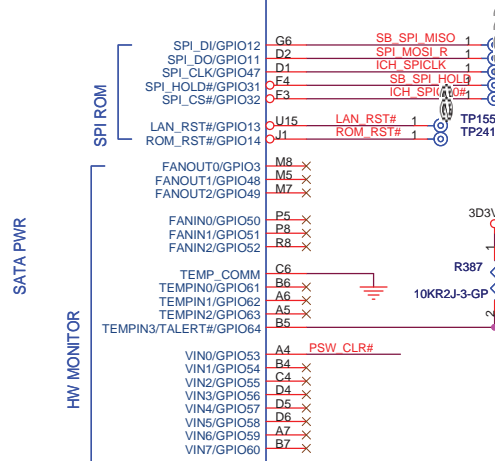 SPI_DI/GPIO12 G6 SB_SPI_MISO 1
SPI_DO/GPIO11 D2 SPI_MOSI_R 1
SPI_CLK/GPIO47 D1 ICH_SPICLK 1
SPI_HOLD#/GPIO31 F4 SB_SPI_HOLD 1
SPI_CS#/GPIO32 F3 1
SPI ROM
LAN_RST#/GPIO13 U15 LAN_RST# 1 TP155
ROM_RST#/GPIO14 J1 ROM_RST# 1 TP241
FANOUT0/GPIO3 M8
FANOUT1/GPIO48 M5
FANOUT2/GPIO49 M7
FANIN0/GPIO50 P5
FANIN1/GPIO51 P8
FANIN2/GPIO52 R8
3D3V
SATA PWR
TEMP_COMM C6
TEMPIN0/GPIO61 B6
TEMPIN1/GPIO62 A6
TEMPIN2/GPIO63 A5
TEMPIN3/TALERT#/GPIO64 B5
1
R387
10KR2J-3-GP
2
HW MONITOR
VIN0/GPIO53 A4 PSW_CLR#
VIN1/GPIO54 B4
VIN2/GPIO55 C4
VIN3/GPIO56 D4
VIN4/GPIO57 D5
VIN5/GPIO58 D6
VIN6/GPIO59 A7
VIN7/GPIO60 B7